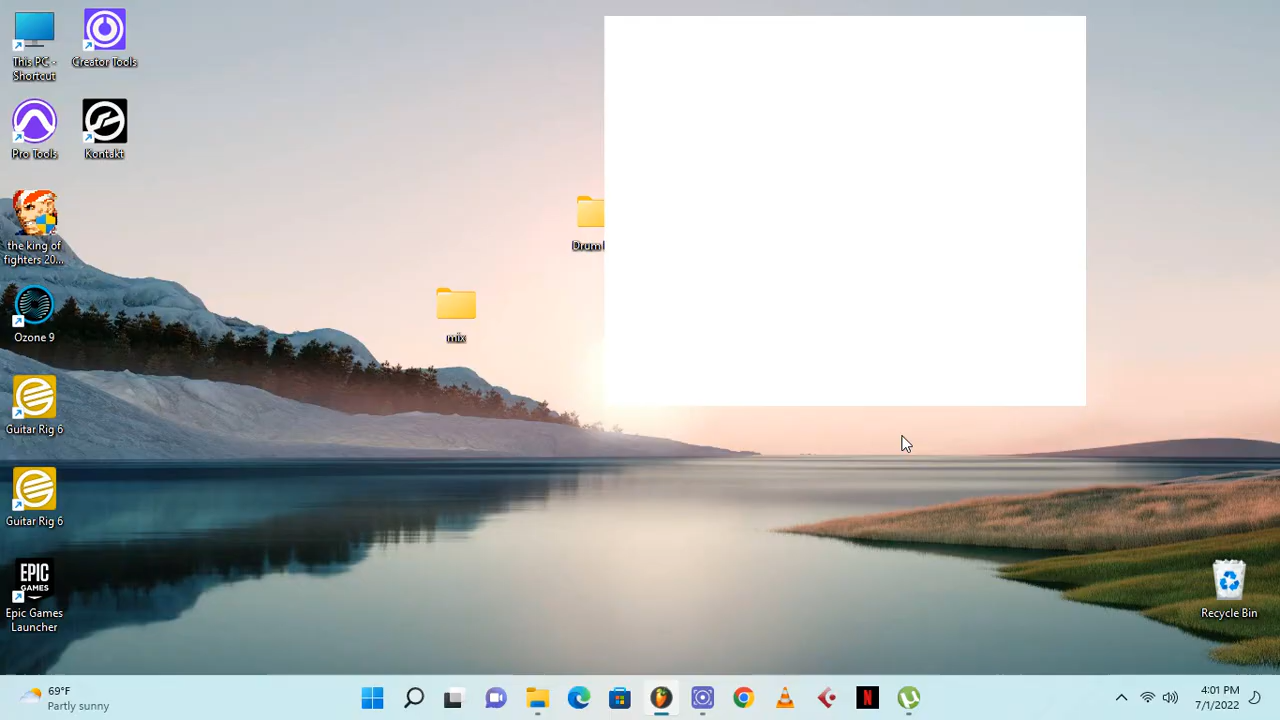 This PC -
Shortcut
Creator Tools
Pro Tools
Kontakt
the king of
fighters 20...
Drum
Ozone 9
mix
Guitar Rig 6
Guitar Rig 6
EPIC
GAMES
Epic Games
Launcher
Recycle Bin
69°F
Partly sunny
N
4:01 PM
7/1/2022